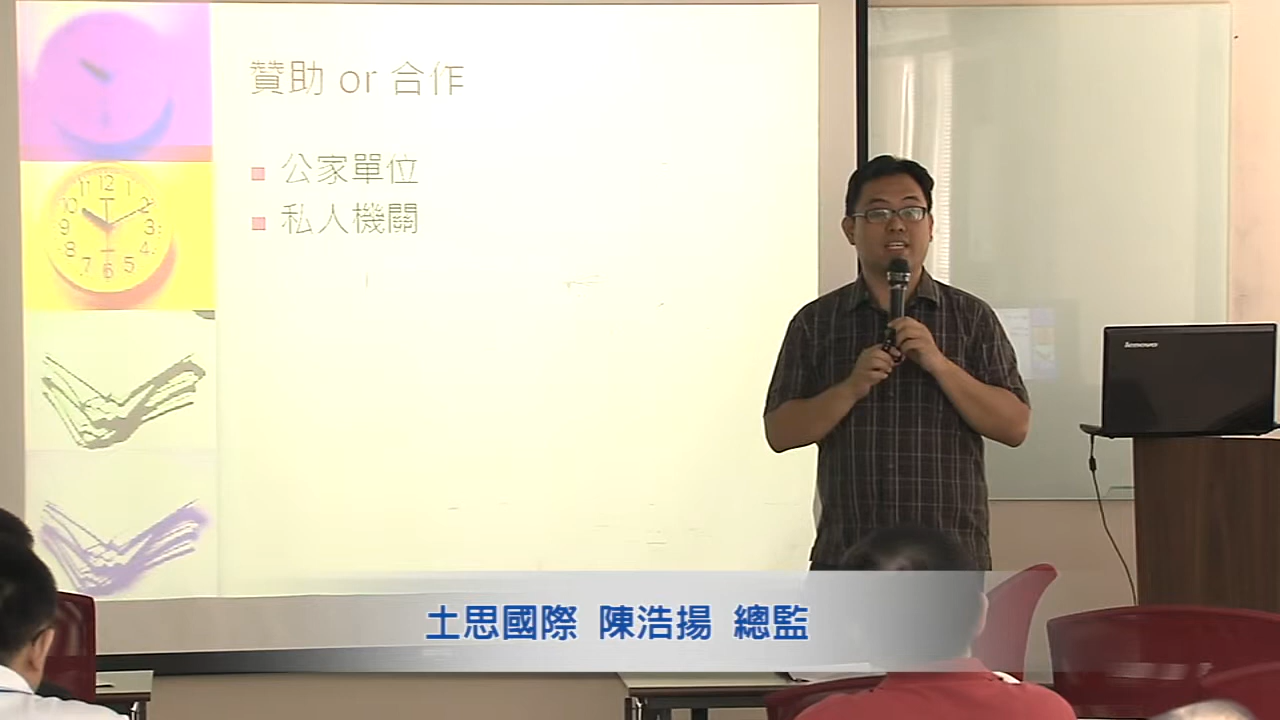 贊助 or 合作
公家單位
私人機關
lenovo
土思國際 陳浩揚 總監